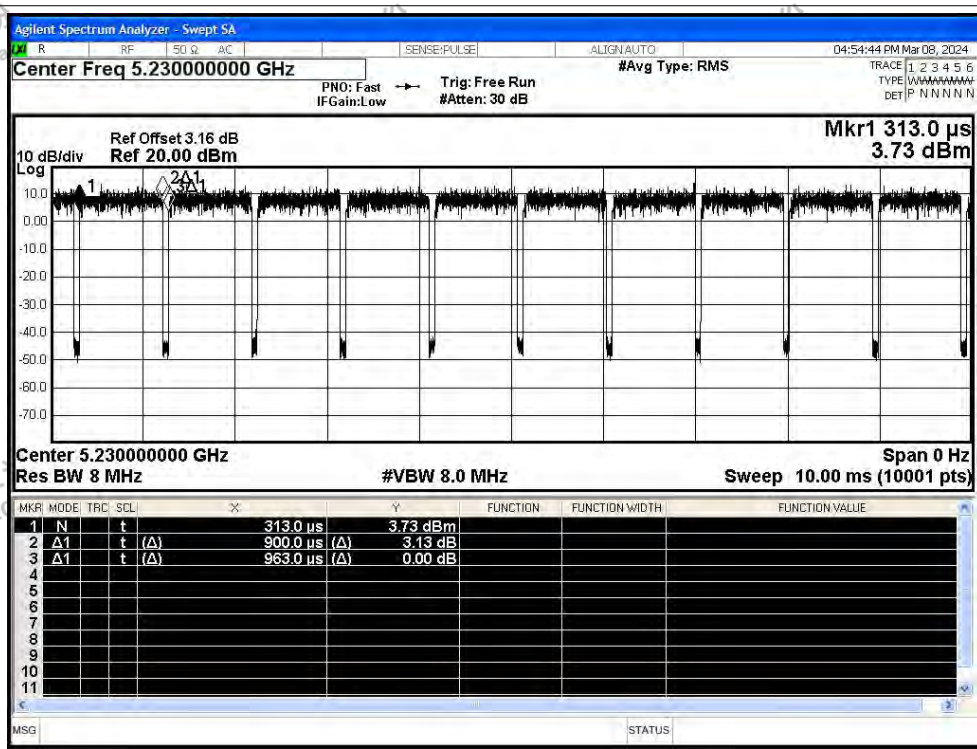 Agilent Spectrum Analyzer - Swept SA
R RF 50 Ω AC SENSE:PULSE ALIGN AUTO 04:54:44 PM Mar 08, 2024
Center Freq 5.230000000 GHz #Avg Type: RMS TRACE 1 2 3 4 5 6
PNO: Fast Trig: Free Run TYPE
IFGain:Low #Atten: 30 dB DET P N N N N N
Mkr1 313.0 µs
Ref Offset 3.16 dB
10 dB/div Ref 20.00 dBm 3.73 dBm
Log
1 2Δ1
3Δ1
10.0
0.00
-10.0
-20.0
-30.0
-40.0
-50.0
-60.0
-70.0
Center 5.230000000 GHz Span 0 Hz
Res BW 8 MHz #VBW 8.0 MHz Sweep 10.00 ms (10001 pts)
MKR MODE TRC SCL X Y FUNCTION FUNCTION WIDTH FUNCTION VALUE
1 N t 313.0 µs 3.73 dBm
2 Δ1 t (Δ) 900.0 µs (Δ) 3.13 dB
3 Δ1 t (Δ) 963.0 µs (Δ) 0.00 dB
4
5
6
7
8
9
10
11
MSG STATUS